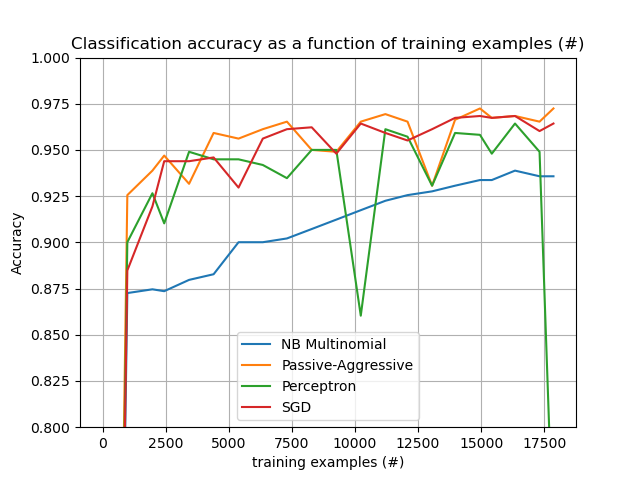 Classification accuracy as a function of training examples (#)
1.000
0.975
0.950
0.925
0.900
0.875
0.850
0.825
0.800
Accuracy
NB Multinomial
Passive-Aggressive
Perceptron
SGD
0 2500 5000 7500 10000 12500 15000 17500
training examples (#)